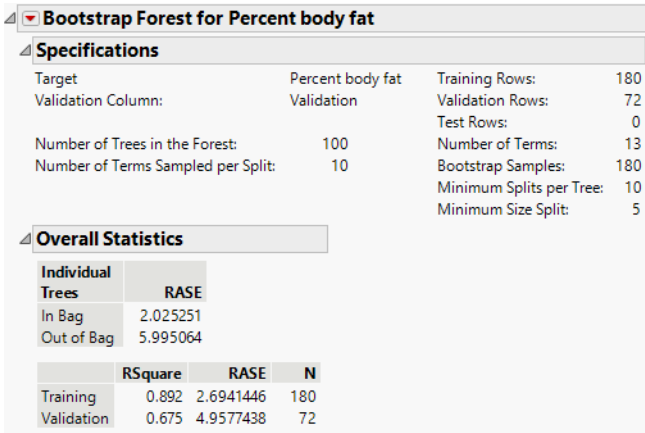 Bootstrap Forest for Percent body fat
Specifications
Target Percent body fat Training Rows: 180
Validation Column: Validation Validation Rows: 72
Test Rows: 0
Number of Trees in the Forest: 100 Number of Terms: 13
Number of Terms Sampled per Split: 10 Bootstrap Samples: 180
Minimum Splits per Tree: 10
Minimum Size Split: 5
Overall Statistics
Individual
Trees RASE
In Bag 2.025251
Out of Bag 5.995064
RSquare RASE N
Training 0.892 2.6941446 180
Validation 0.675 4.9577438 72